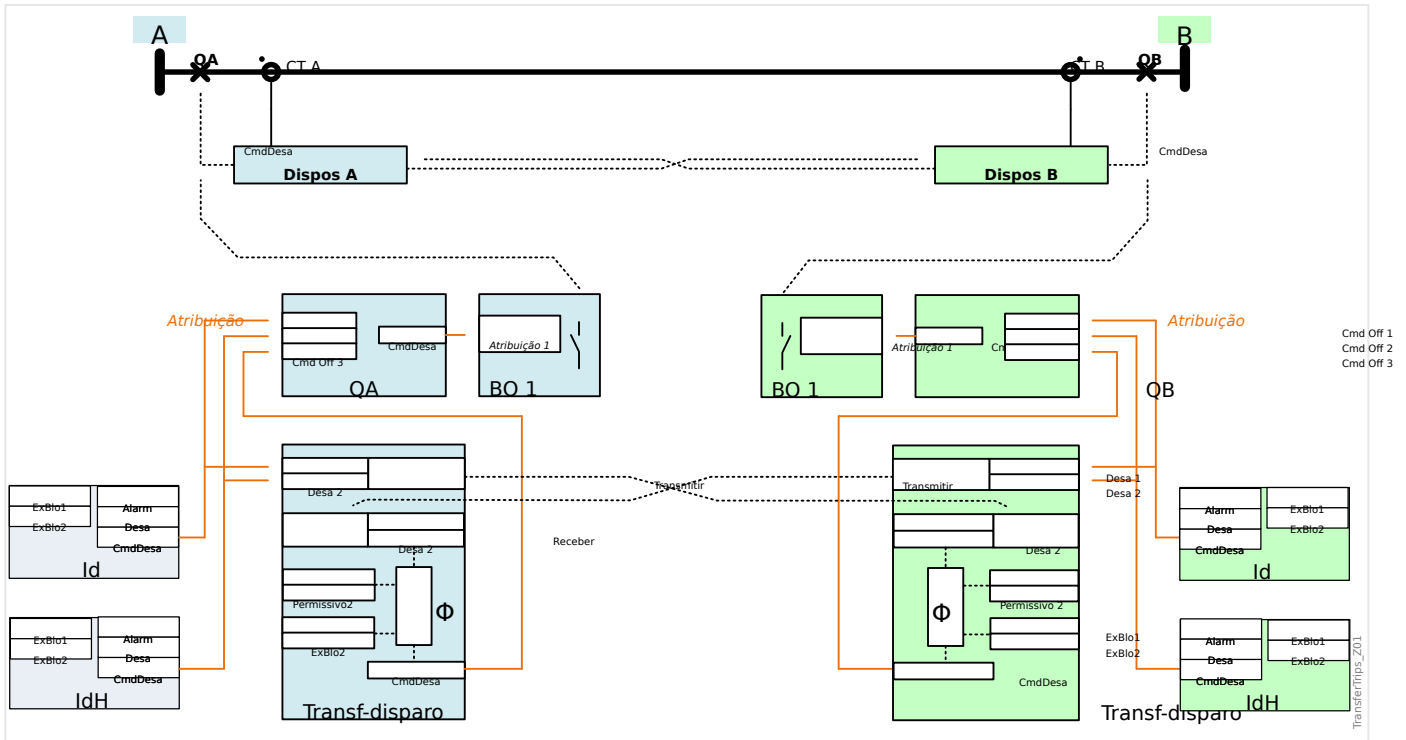 A
B
QA
CT A
CT B
QB
CmdDesa
Dispos A
Dispos B
CmdDesa
Atribuição
Cmd Off 3
CmdDesa
QA
Atribuição 1
BO 1
BO 1
Atribuição 1
QB
Atribuição
Cmd Off 1
Cmd Off 2
Cmd Off 3
Desa 2
Transmitir
Transmitir
Desa 1
Desa 2
Desa 2
Receber
Desa 2
Permissivo2
ExBlo2
Φ
CmdDesa
Transf-disparo
Φ
Permissivo 2
ExBlo1
ExBlo2
CmdDesa
Transf-disparo
ExBlo1
ExBlo2
Alarm
Desa
CmdDesa
Id
ExBlo1
ExBlo2
Alarm
Desa
CmdDesa
IdH
Alarm
Desa
CmdDesa
ExBlo1
ExBlo2
Id
Alarm
Desa
CmdDesa
ExBlo1
ExBlo2
IdH
TransferTrips_Z01